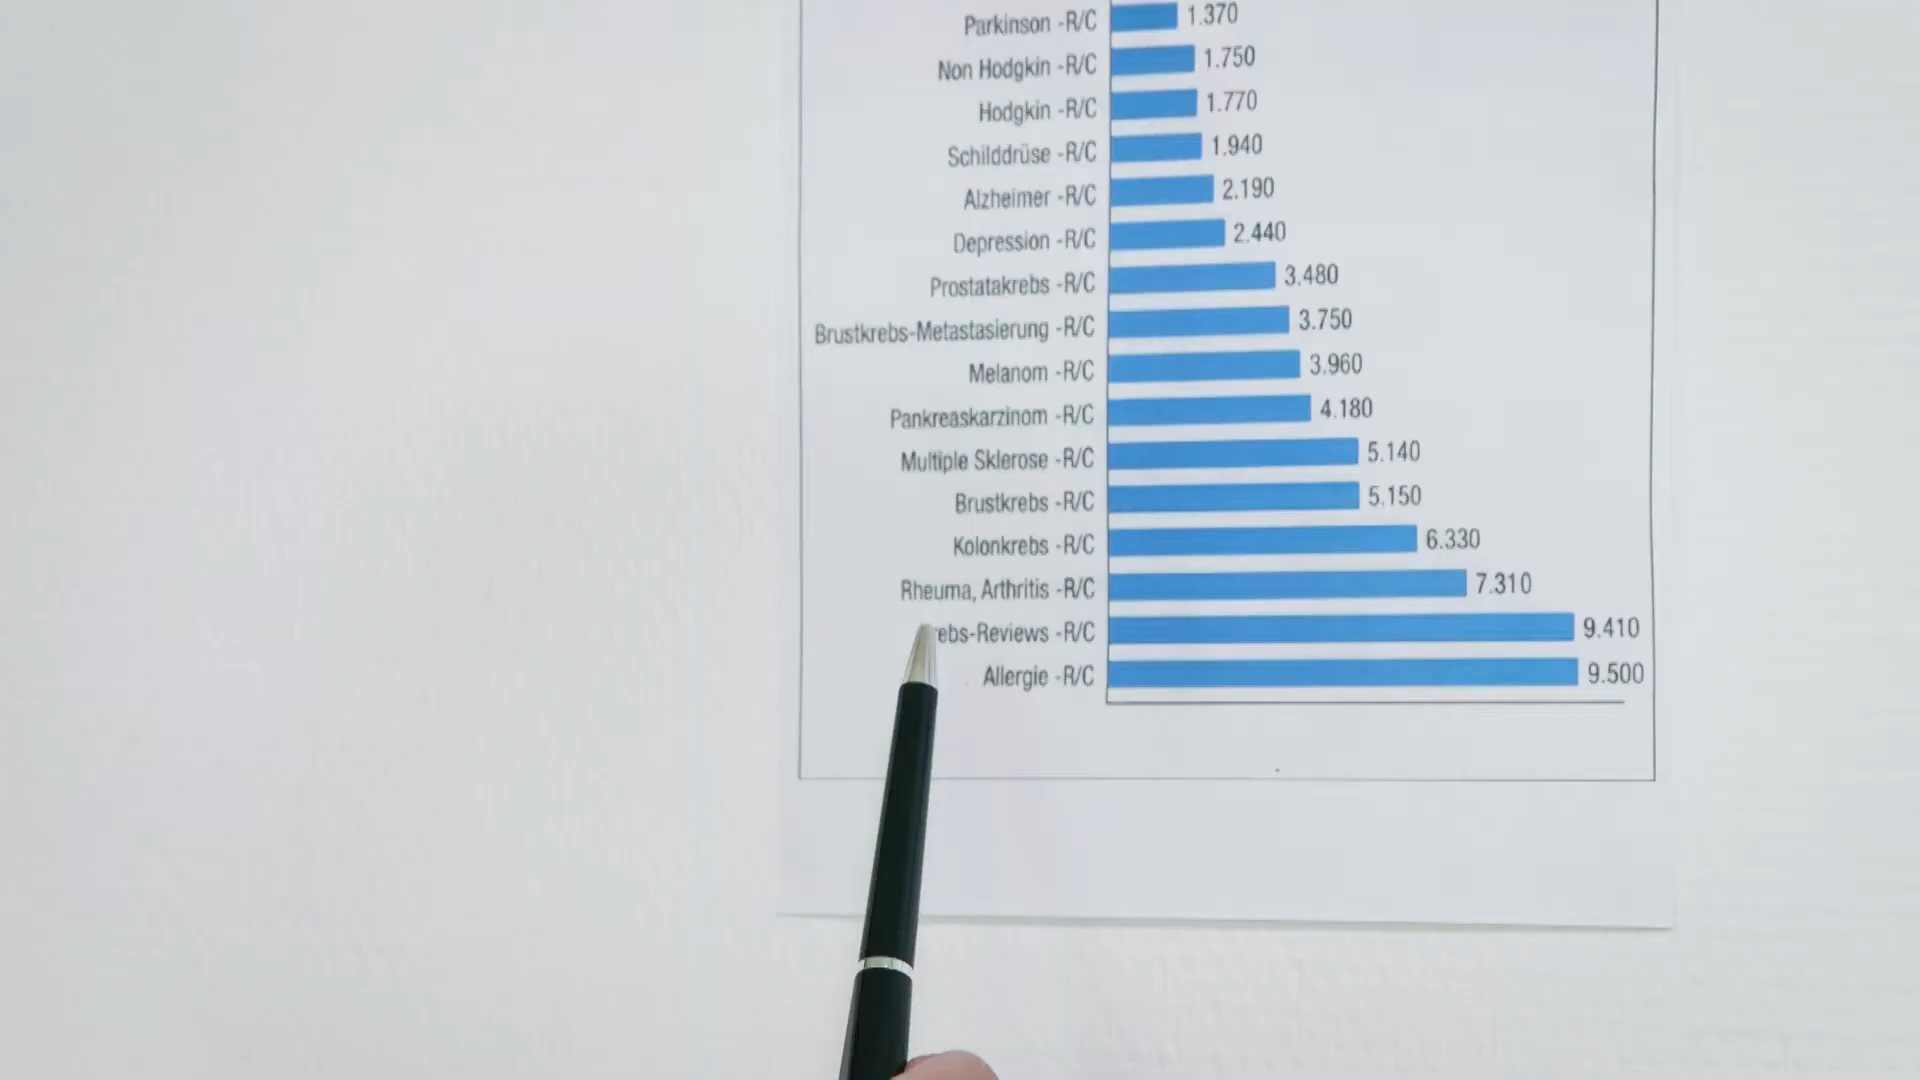 Parkinson -R/C 1.370
Non Hodgkin -R/C 1.750
Hodgkin -R/C 1.770
Schilddrüse -R/C 1.940
Alzheimer -R/C 2.190
Depression -R/C 2.440
Prostatakrebs -R/C 3.480
Brustkrebs-Metastasierung -R/C 3.750
Melanom -R/C 3.960
Pankreaskarzinom -R/C 4.180
Multiple Sklerose -R/C 5.140
Brustkrebs -R/C 5.150
Kolonkrebs -R/C 6.330
Rheuma, Arthritis -R/C 7.310
rebs-Reviews -R/C 9.410
Allergie -R/C 9.500